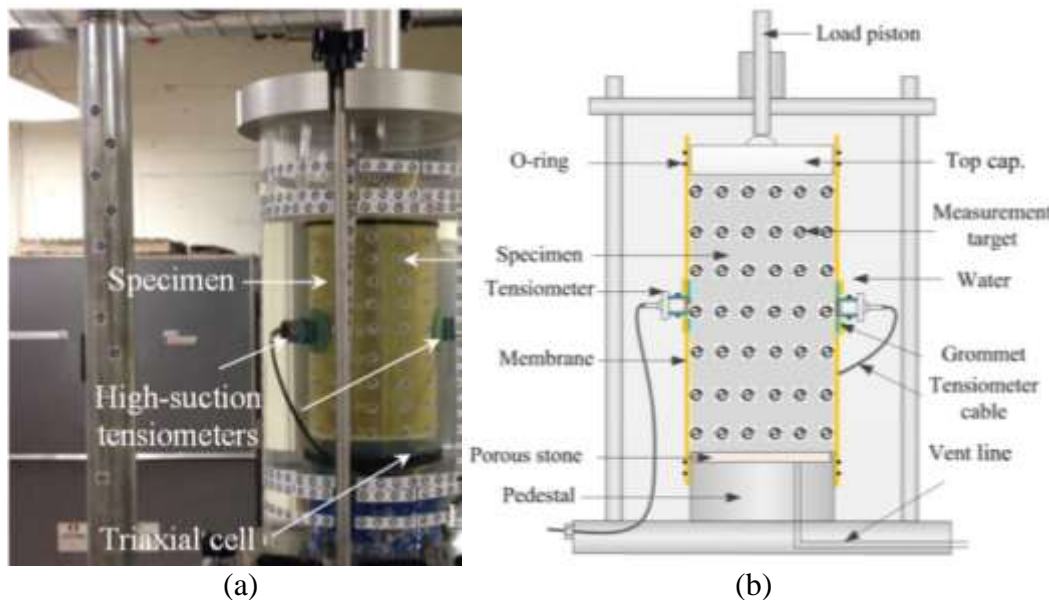 Specimen
High-suction
tensiometers
Triaxial cell
(a)
Load piston
O-ring
Top cap.
Measurement
target
Specimen
Tensiometer
Water
Membrane
Grommet
Tensiometer
cable
Porous stone
Vent line
Pedestal
(b)